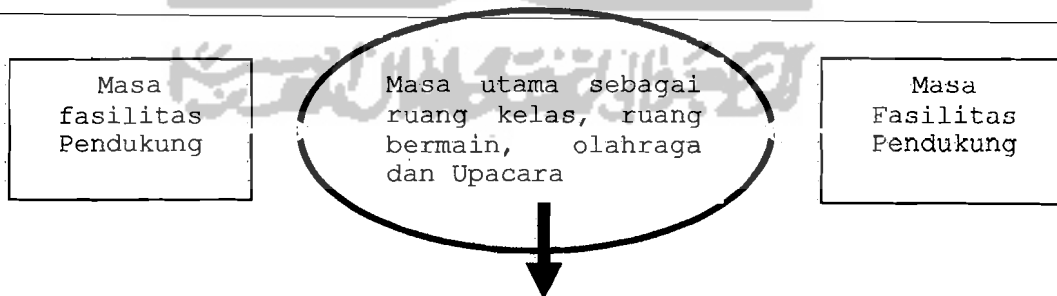 Masa
fasilitas
Pendukung
Masa utama sebagai
ruang kelas, ruang
bermain, olahraga
dan Upacara
Masa
Fasilitas
Pendukung